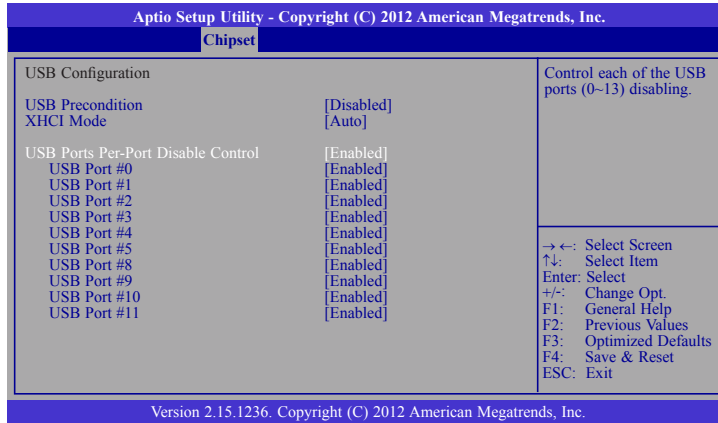 Aptio Setup Utility - Copyright (C) 2012 American Megatrends, Inc.
Chipset
USB Configuration
USB Precondition [Disabled]
XHCI Mode [Auto]
USB Ports Per-Port Disable Control [Enabled]
USB Port #0 [Enabled]
USB Port #1 [Enabled]
USB Port #2 [Enabled]
USB Port #3 [Enabled]
USB Port #4 [Enabled]
USB Port #5 [Enabled]
USB Port #8 [Enabled]
USB Port #9 [Enabled]
USB Port #10 [Enabled]
USB Port #11 [Enabled]
Control each of the USB
ports (0~13) disabling.
→←: Select Screen
↑↓: Select Item
Enter: Select
+/-: Change Opt.
F1: General Help
F2: Previous Values
F3: Optimized Defaults
F4: Save & Reset
ESC: Exit
Version 2.15.1236. Copyright (C) 2012 American Megatrends, Inc.